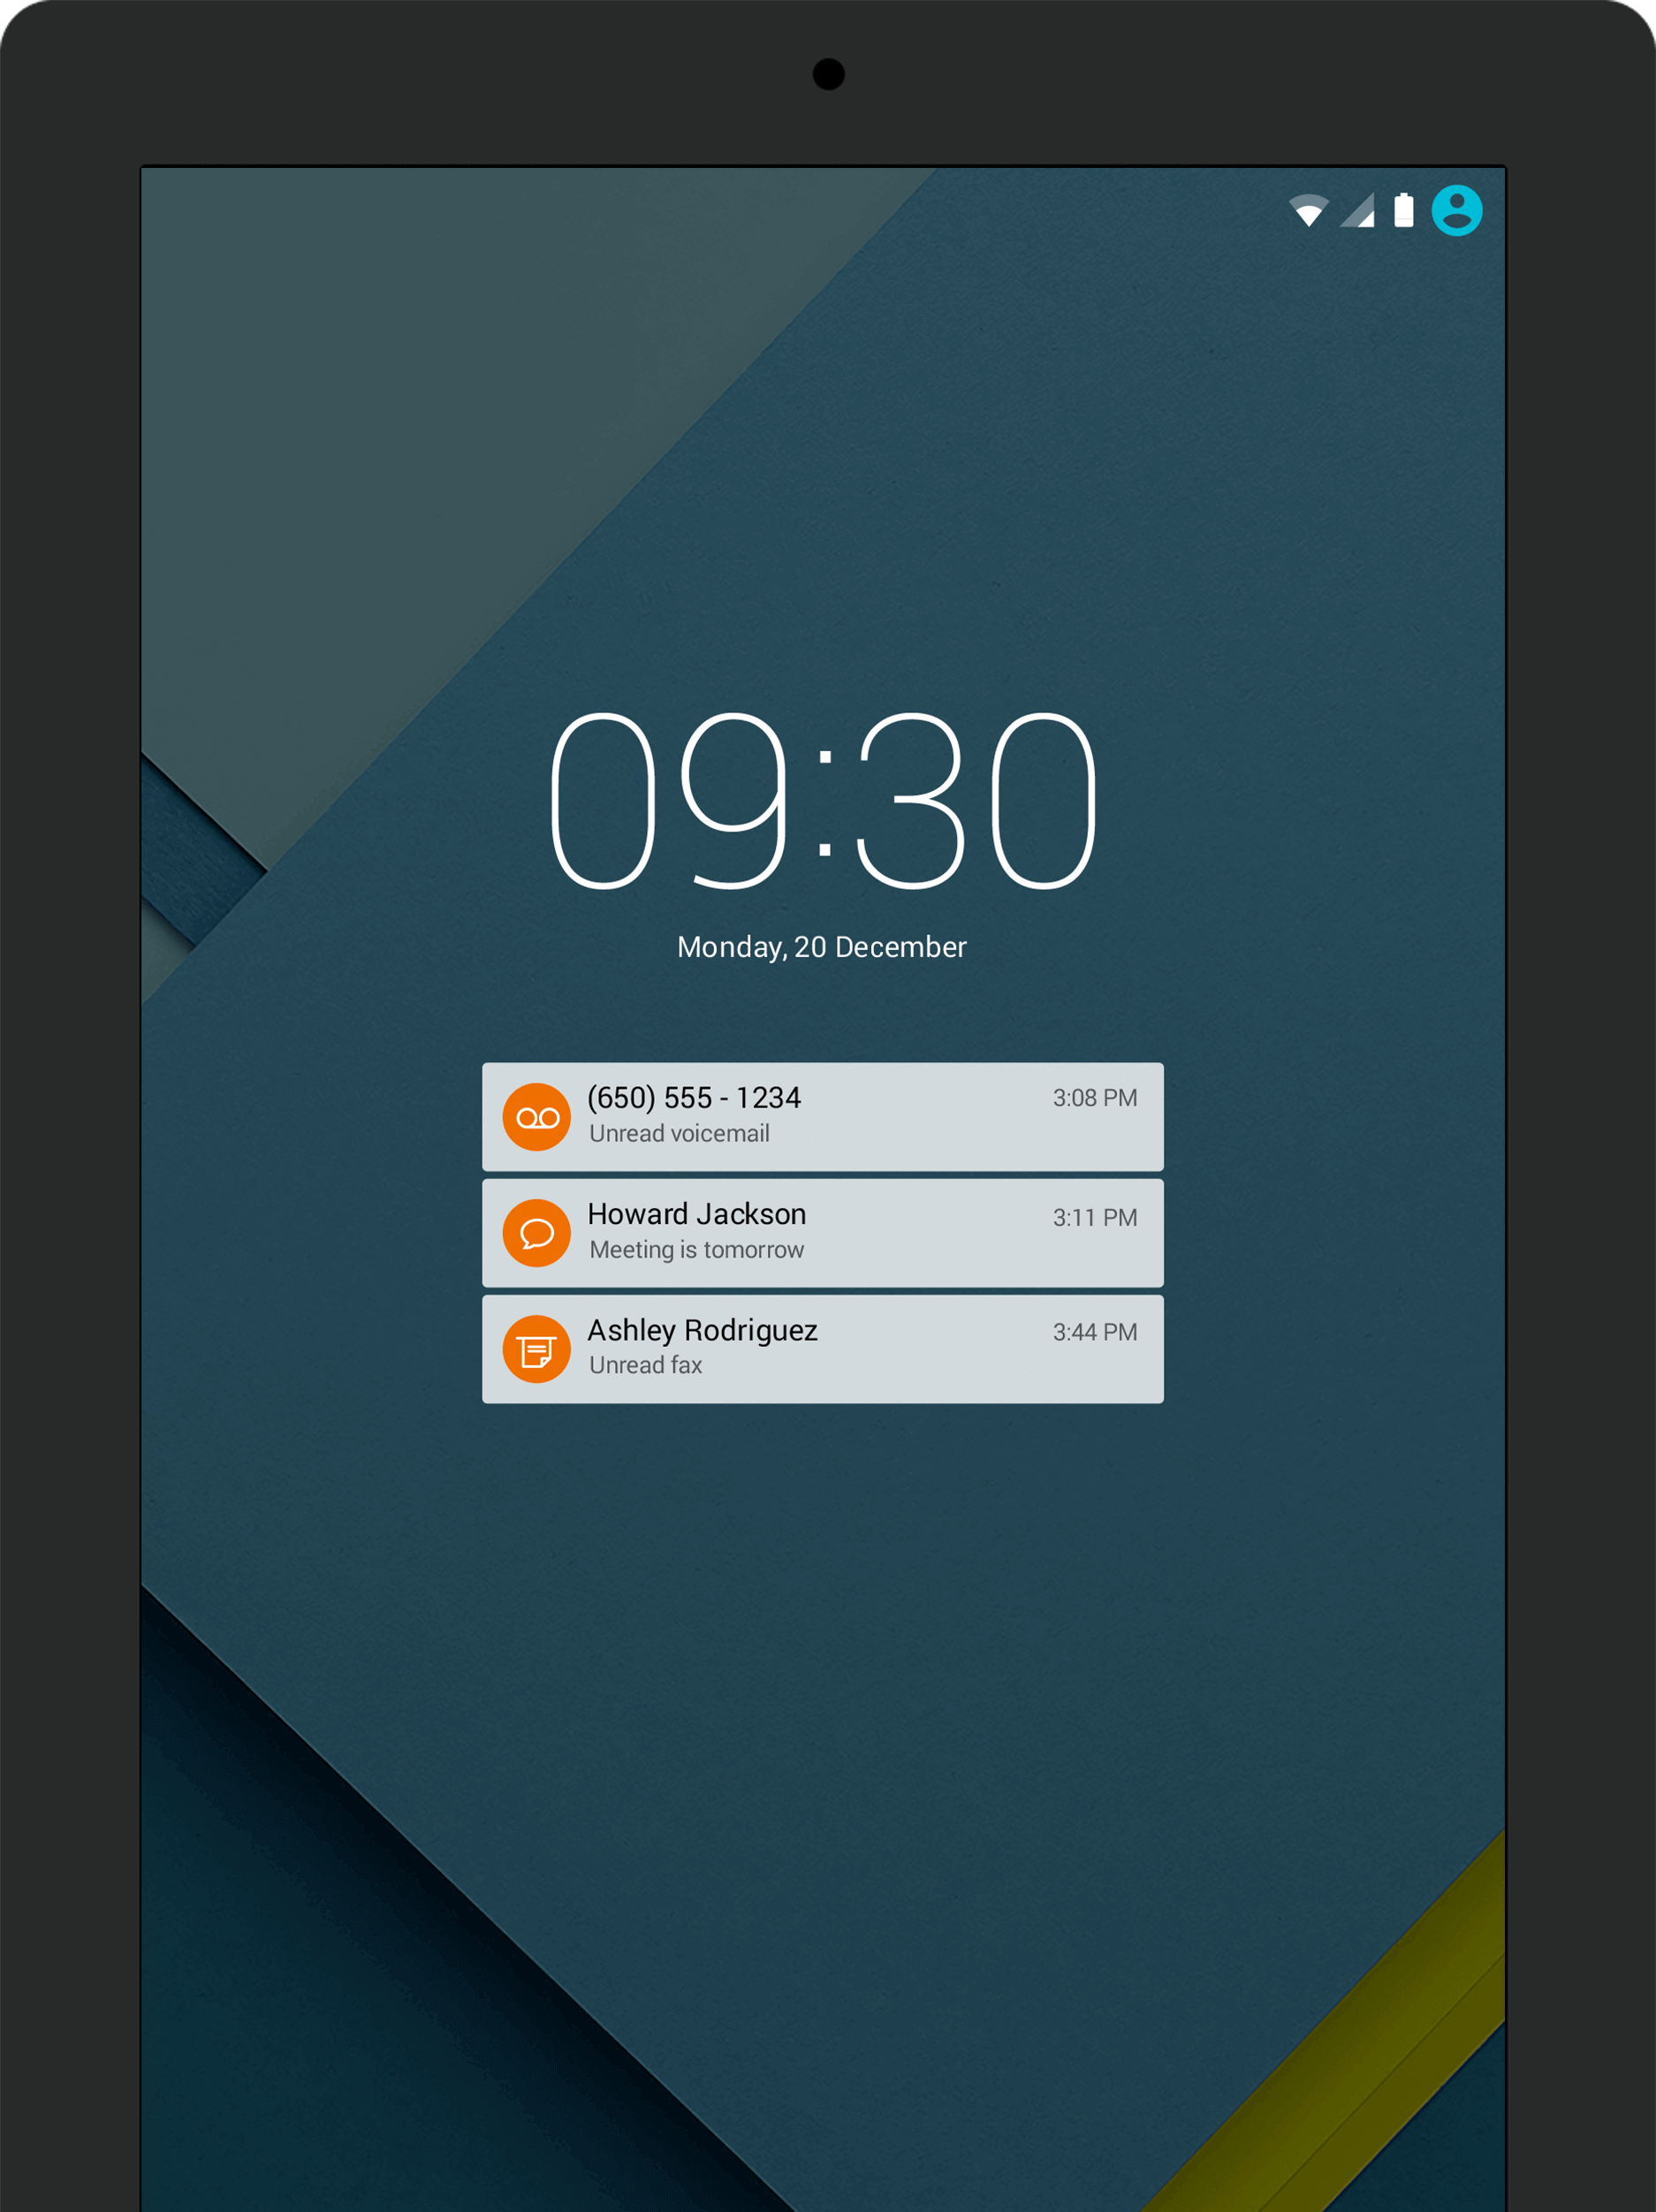 09:30
Monday, 20 December
(650) 555 - 1234
3:08 PM
Unread voicemail
Howard Jackson
3:11 PM
Meeting is tomorrow
Ashley Rodriguez
3:44 PM
Unread fax